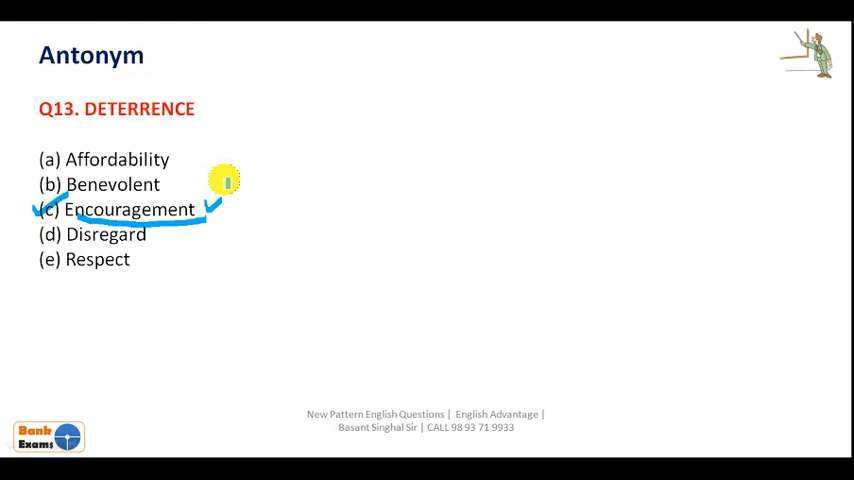 Antonym
Q13. DETERRENCE
(a) Affordability
(b) Benevolent
(c) Encouragement
(d) Disregard
(e) Respect
New Pattern English Questions | English Advantage |
Basant Singhal Sir | CALL 98 93 71 9933
Bank
Exams